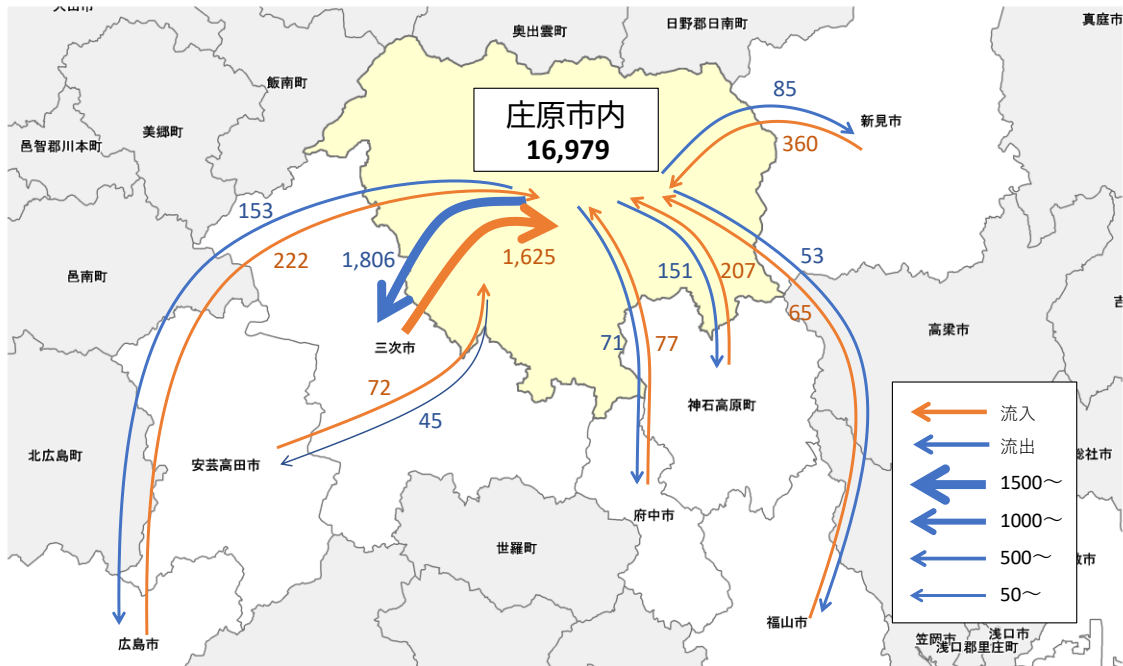 奥出雲町
日野郡日南町
真庭市
飯南町
美郷町
邑智郡川本町
庄原市内
16,979
85
新見市
360
153
222
1,806
1,625
151
207
53
65
邑南町
高梁市
三次市
71
77
72
45
神石高原町
北広島町
安芸高田市
府中市
世羅町
総社市
流入
流出
1500～
1000～
500～
50～
広島市
福山市
笠岡市
浅口市
浅口郡里庄町